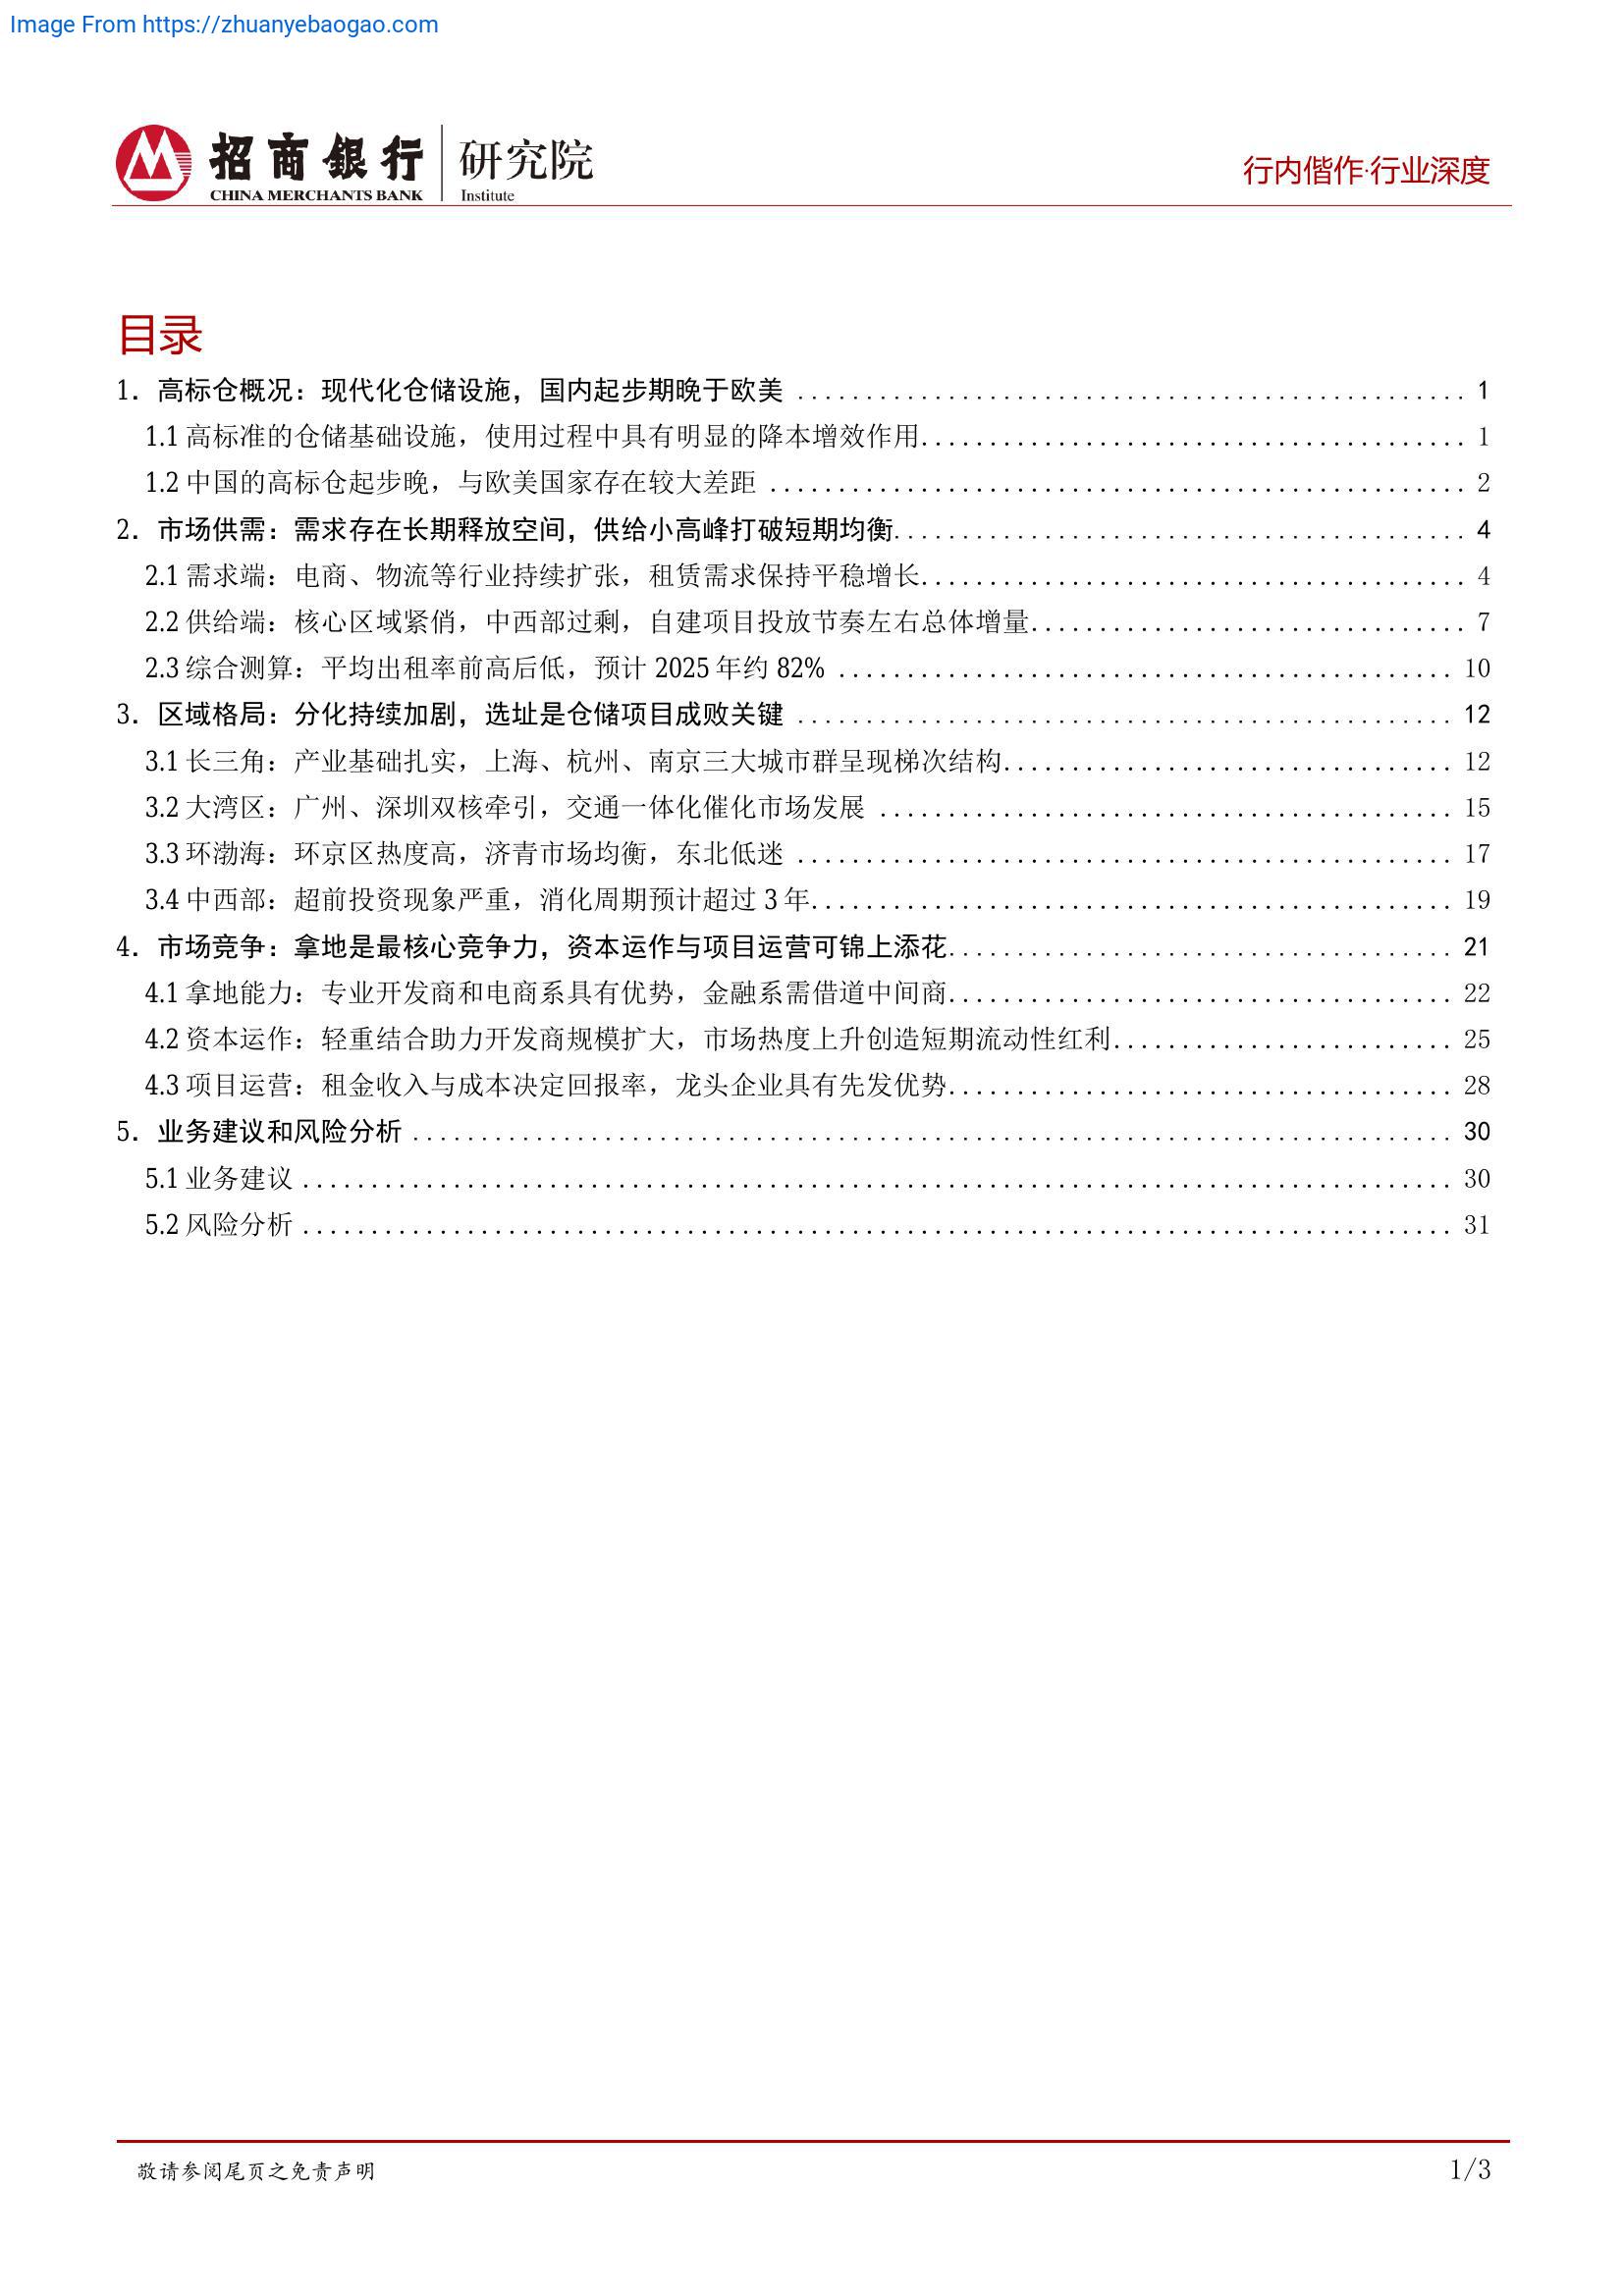 Image From https://zhuanyebaogao.com
招商銀行 研究院
CHINA MERCHANTS BANK Institute
行内偕作·行业深度
目录
1. 高标仓概况：现代化仓储设施，国内起步期晚于欧美 1
1.1 高标准的仓储基础设施，使用过程中具有明显的降本增效作用 1
1.2 中国的高标仓起步晚，与欧美国家存在较大差距 2
2. 市场供需：需求存在长期释放空间，供给小高峰打破短期均衡 4
2.1 需求端：电商、物流等行业持续扩张，租赁需求保持平稳增长 4
2.2 供给端：核心区域紧俏，中西部过剩，自建项目投放节奏左右总体增量 7
2.3 综合测算：平均出租率前高后低，预计 2025 年约 82% 10
3. 区域格局：分化持续加剧，选址是仓储项目成败关键 12
3.1 长三角：产业基础扎实，上海、杭州、南京三大城市群呈现梯次结构 12
3.2 大湾区：广州、深圳双核牵引，交通一体化催化市场发展 15
3.3 环渤海：环京区热度高，济青市场均衡，东北低迷 17
3.4 中西部：超前投资现象严重，消化周期预计超过 3 年 19
4. 市场竞争：拿地是最核心竞争力，资本运作与项目运营可锦上添花 21
4.1 拿地能力：专业开发商和电商系具有优势，金融系需借道中间商 22
4.2 资本运作：轻重结合助力开发商规模扩大，市场热度上升创造短期流动性红利 25
4.3 项目运营：租金收入与成本决定回报率，龙头企业具有先发优势 28
5. 业务建议和风险分析 30
5.1 业务建议 30
5.2 风险分析 31
敬请参阅尾页之免责声明
1/3